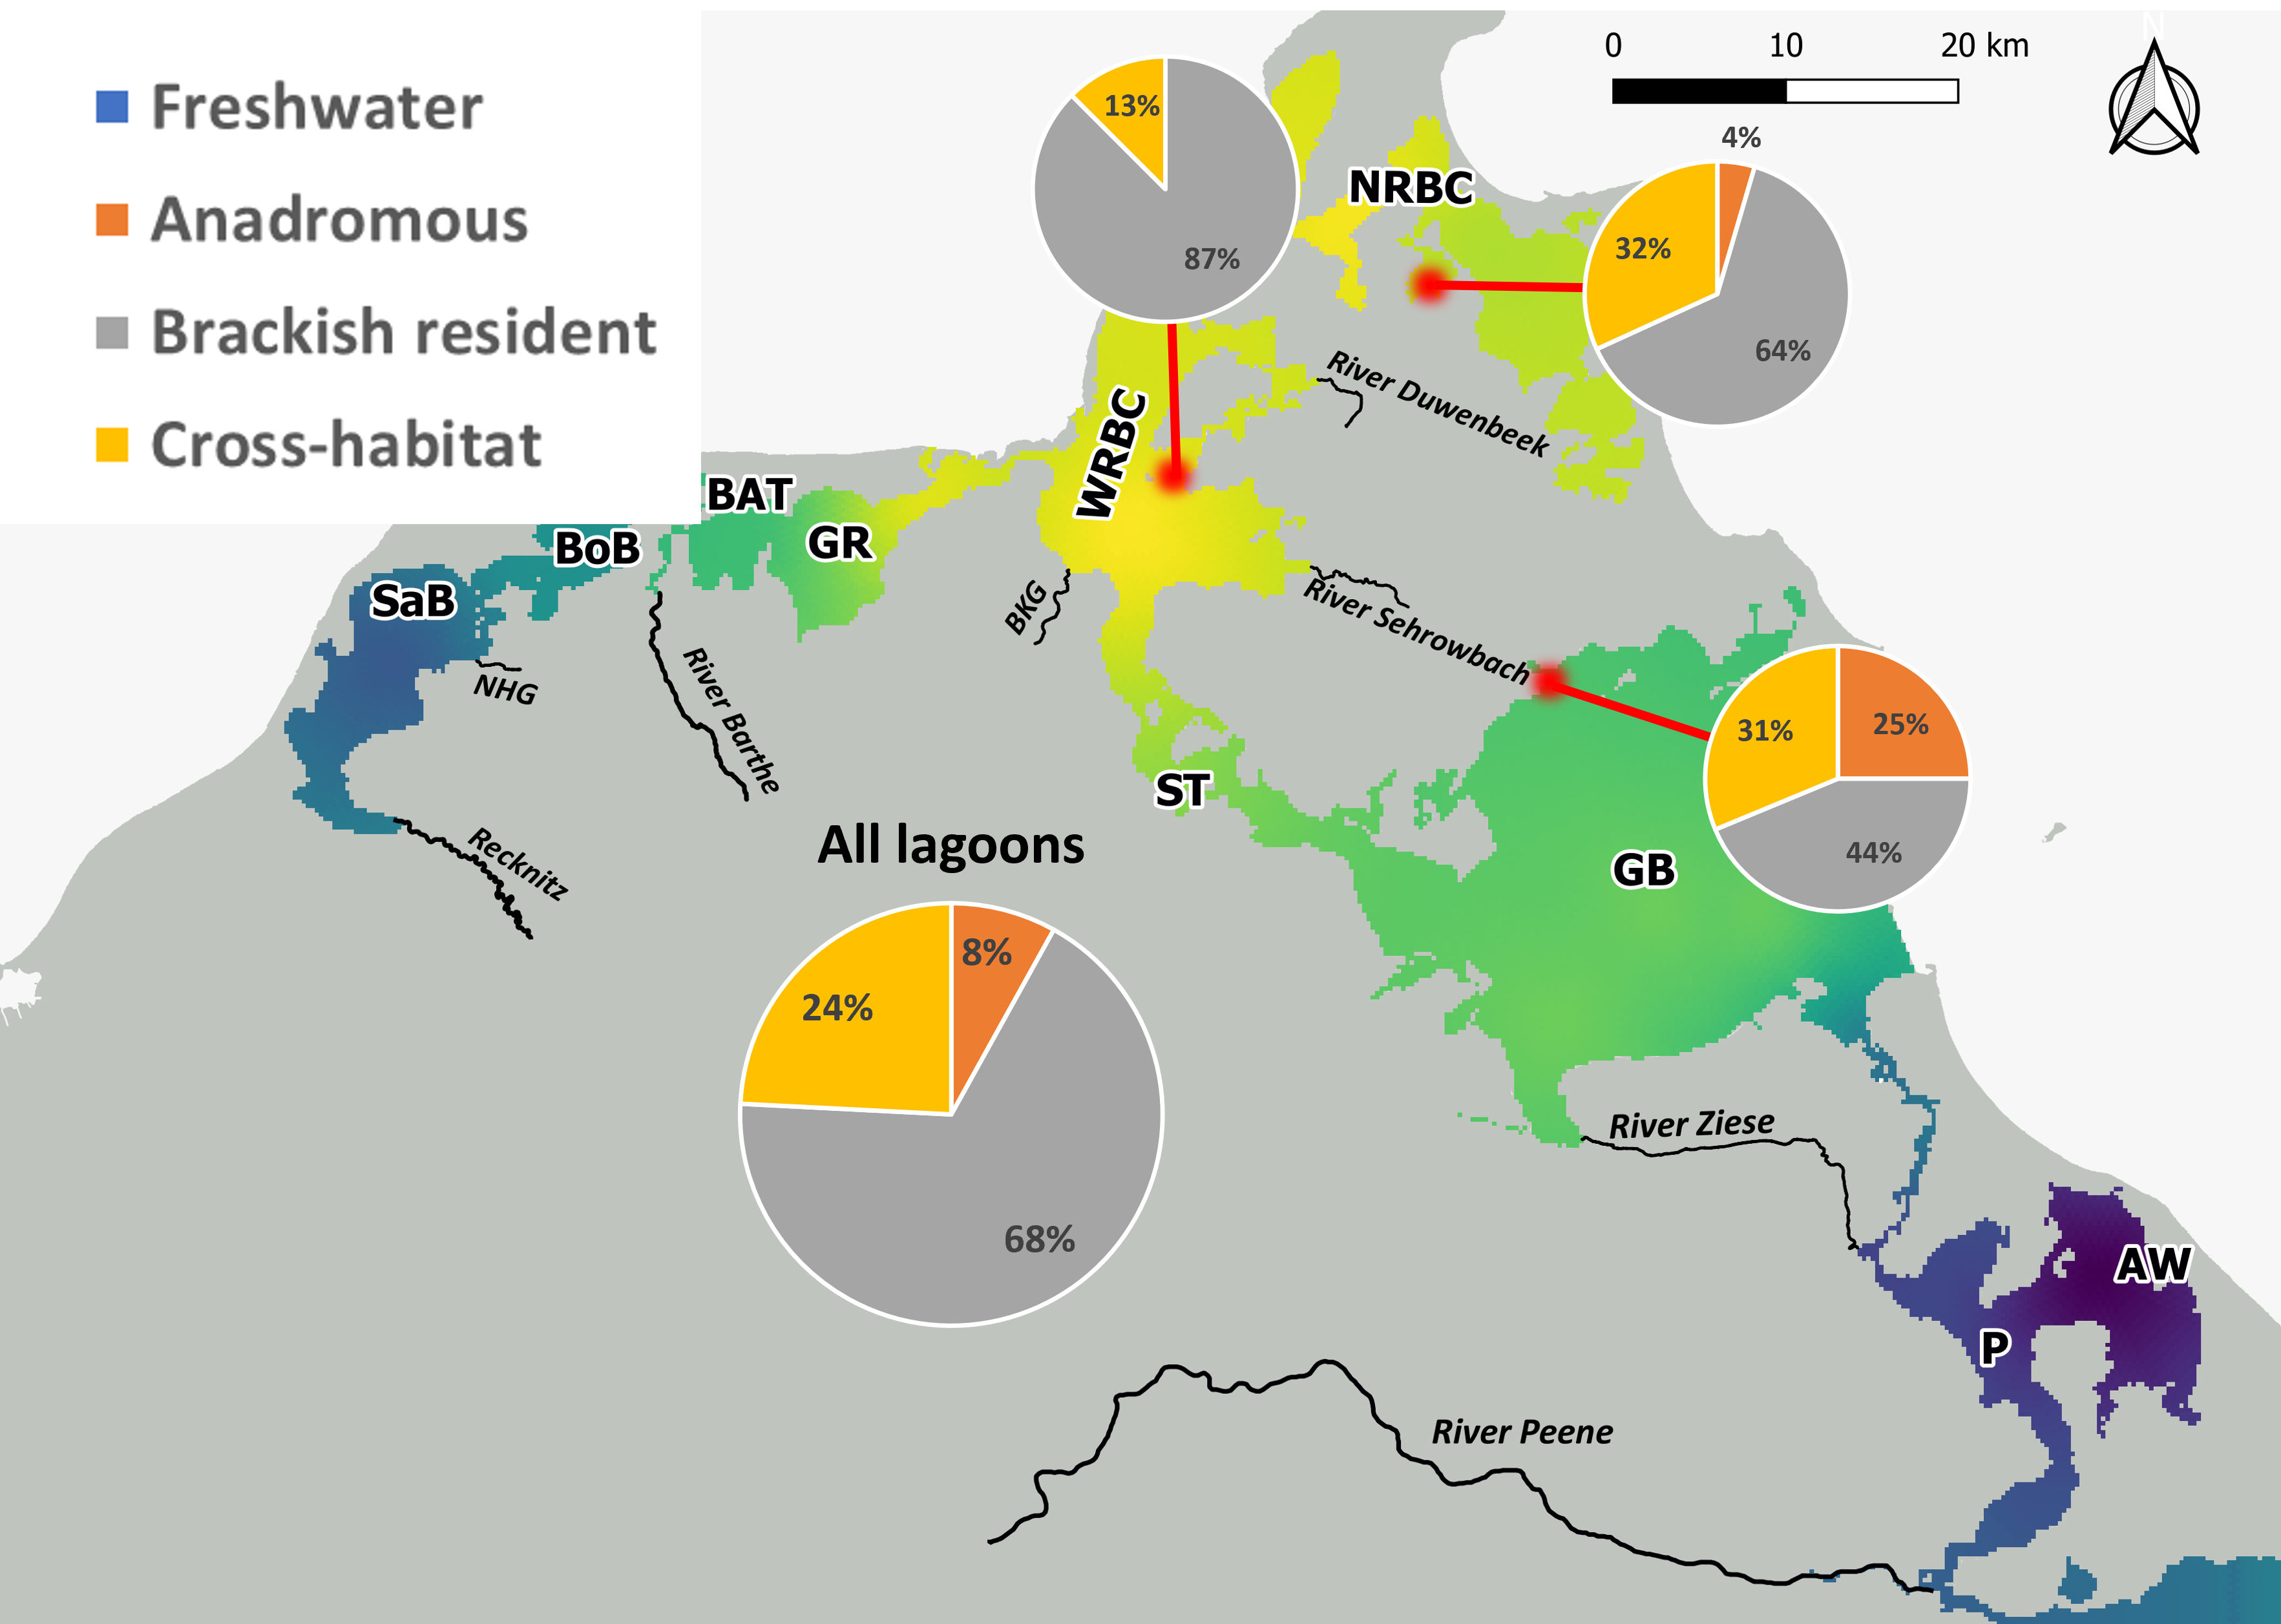 Freshwater
Anadromous
Brackish resident
Cross-habitat
0 10 20 km
N
4%
13%
87%
NRBC
32%
64%
River Duwenbeek
WRBC
BAT
GR
BoB
SaB
BKG
River Sehrowbach
NHG
River Barthe
31%
25%
44%
ST
GB
Recknitz
All lagoons
8%
24%
68%
River Ziese
AW
P
River Peene